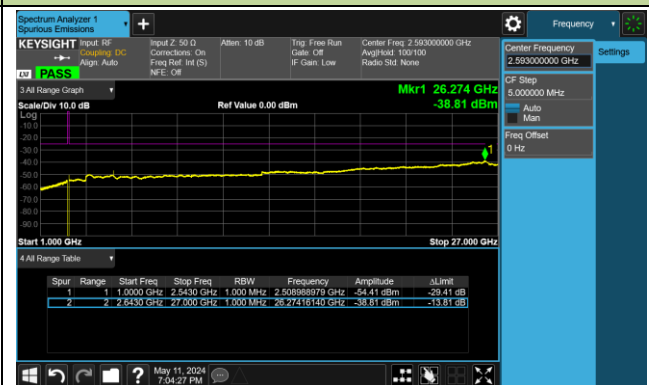 Spectrum Analyzer 1
Spurious Emissions
Frequency
KEYSIGHT Input: RF Input Z: 50 Ω Atten: 10 dB Trig: Free Run Center Freq: 2.593000000 GHz
Coupling: DC Corrections: On Gate: Off Avg|Hold: 100/100
Align: Auto Freq Ref: Int (S) IF Gain: Low Radio Std: None
NFE: Off
LXI PASS
3 All Range Graph
Mkr1 26.274 GHz
Scale/Div 10.0 dB Ref Value 0.00 dBm -38.81 dBm
Log
-10.0
-20.0
-30.0
-40.0
-50.0
-60.0
-70.0
-80.0
-90.0
1
Start 1.000 GHz Stop 27.000 GHz
4 All Range Table
Spur Range Start Freq Stop Freq RBW Frequency Amplitude ΔLimit
1 1 1.0000 GHz 2.5430 GHz 1.000 MHz 2.508988979 GHz -54.41 dBm -29.41 dB
2 2 2.6430 GHz 27.000 GHz 1.000 MHz 26.27416140 GHz -38.81 dBm -13.81 dB
May 11, 2024
7:04:27 PM
Center Frequency
2.593000000 GHz
Settings
CF Step
5.000000 MHz
Auto
Man
Freq Offset
0 Hz